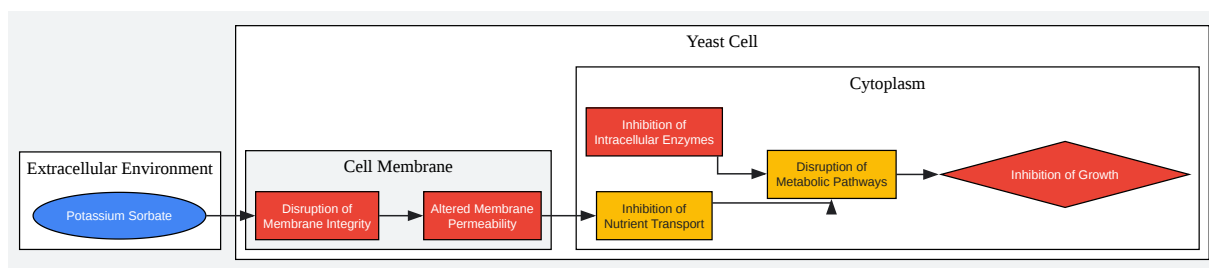 Yeast Cell
Cytoplasm
Inhibition of
Intracellular Enzymes
Extracellular Environment
Potassium Sorbate
Cell Membrane
Disruption of
Membrane Integrity
Altered Membrane
Permeability
Inhibition of
Nutrient Transport
Disruption of
Metabolic Pathways
Inhibition of Growth